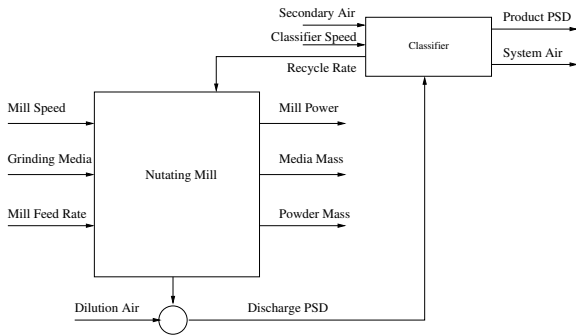 Secondary Air
Product PSD
Classifier Speed
Classifier
System Air
Recycle Rate
Mill Speed
Mill Power
Grinding Media
Nutating Mill
Media Mass
Mill Feed Rate
Powder Mass
Dilution Air
Discharge PSD